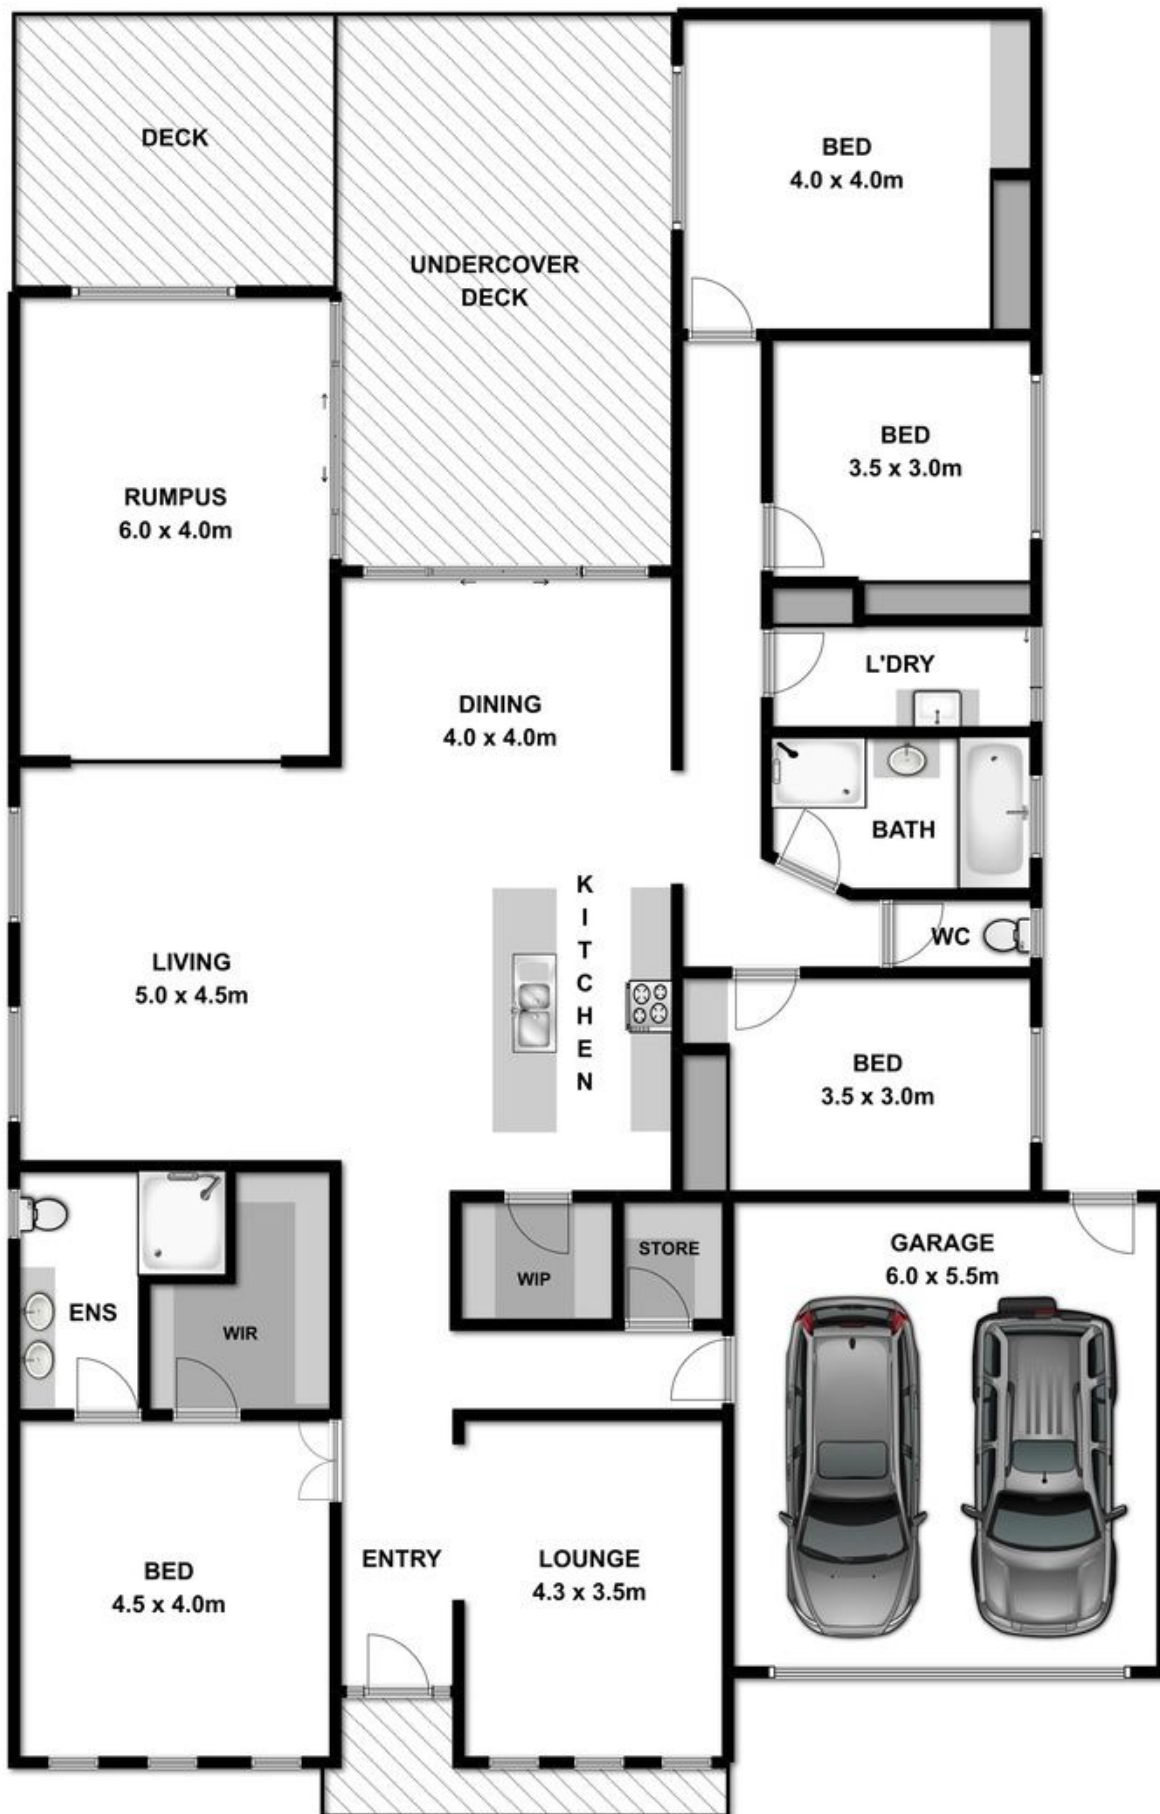 DECK
UNDERCOVER
DECK
BED
4.0 x 4.0m
BED
3.5 x 3.0m
RUMPUS
6.0 x 4.0m
L'DRY
DINING
4.0 x 4.0m
BATH
KITCHEN
WC
LIVING
5.0 x 4.5m
BED
3.5 x 3.0m
GARAGE
6.0 x 5.5m
STORE
WIP
ENS
WIR
ENTRY
LOUNGE
4.3 x 3.5m
BED
4.5 x 4.0m